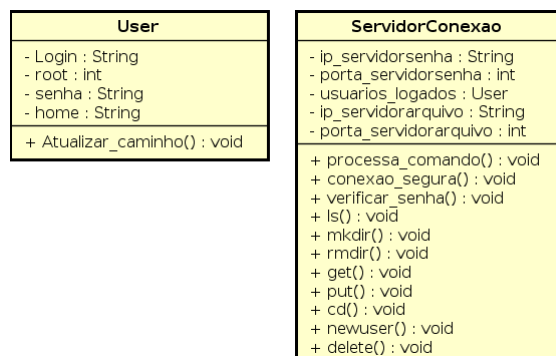 User
- Login : String
- root : int
- senha : String
- home : String
+ Atualizar_caminho() : void
ServidorConexao
- ip_servidorsenha : String
- porta_servidorsenha : int
- usuarios_logados : User
- ip_servidorarquivo : String
- porta_servidorarquivo : int
+ processa_comando() : void
+ conexao_segura() : void
+ verificar_senha() : void
+ ls() : void
+ mkdir() : void
+ rmdir() : void
+ get() : void
+ put() : void
+ cd() : void
+ newuser() : void
+ delete() : void